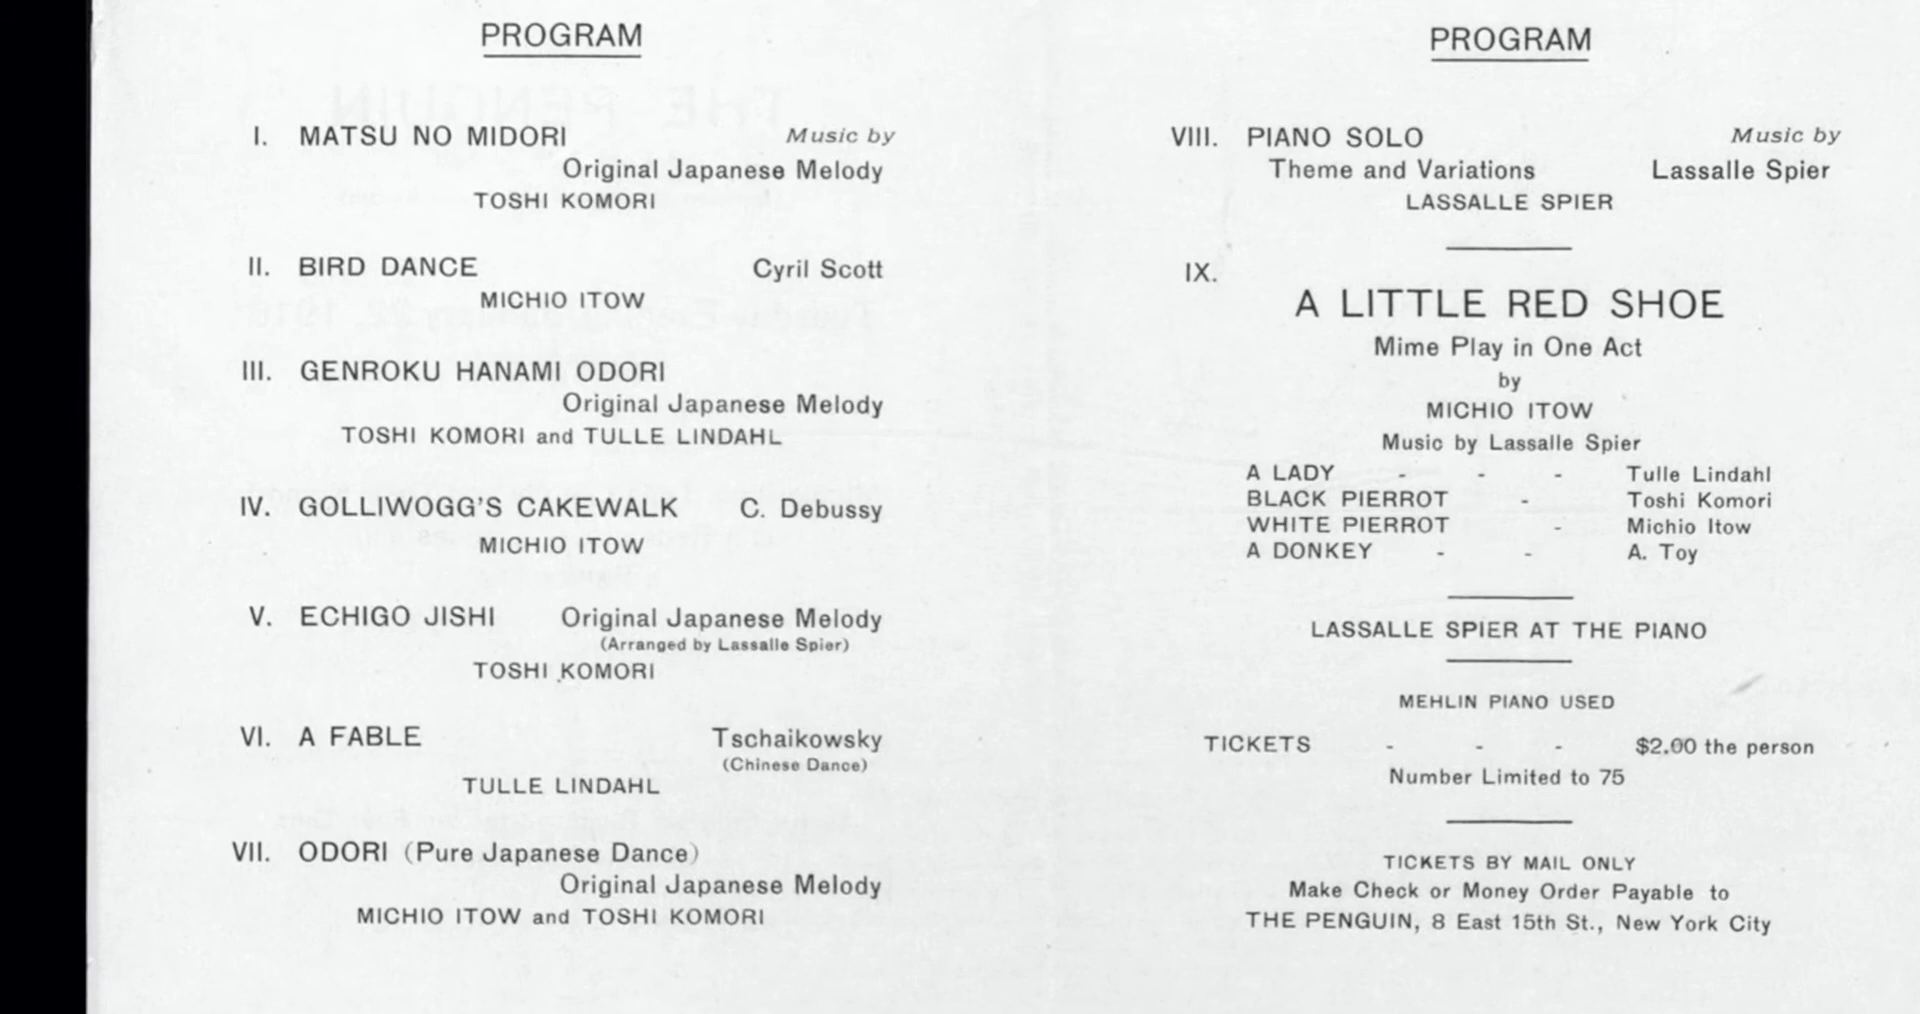 PROGRAM
I. MATSU NO MIDORI Music by
Original Japanese Melody
TOSHI KOMORI
II. BIRD DANCE Cyril Scott
MICHIO ITOW
III. GENROKU HANAMI ODORI
Original Japanese Melody
TOSHI KOMORI and TULLE LINDAHL
IV. GOLLIWOGG'S CAKEWALK C. Debussy
MICHIO ITOW
V. ECHIGO JISHI Original Japanese Melody
(Arranged by Lassalle Spier)
TOSHI KOMORI
VI. A FABLE Tschaikowsky
(Chinese Dance)
TULLE LINDAHL
VII. ODORI (Pure Japanese Dance)
Original Japanese Melody
MICHIO ITOW and TOSHI KOMORI
PROGRAM
VIII. PIANO SOLO Music by
Theme and Variations Lassalle Spier
LASSALLE SPIER
IX.
A LITTLE RED SHOE
Mime Play in One Act
by
MICHIO ITOW
Music by Lassalle Spier
A LADY - - - Tulle Lindahl
BLACK PIERROT - Toshi Komori
WHITE PIERROT - Michio Itow
A DONKEY - - A. Toy
LASSALLE SPIER AT THE PIANO
MEHLIN PIANO USED
TICKETS - - - $2.00 the person
Number Limited to 75
TICKETS BY MAIL ONLY
Make Check or Money Order Payable to
THE PENGUIN, 8 East 15th St., New York City